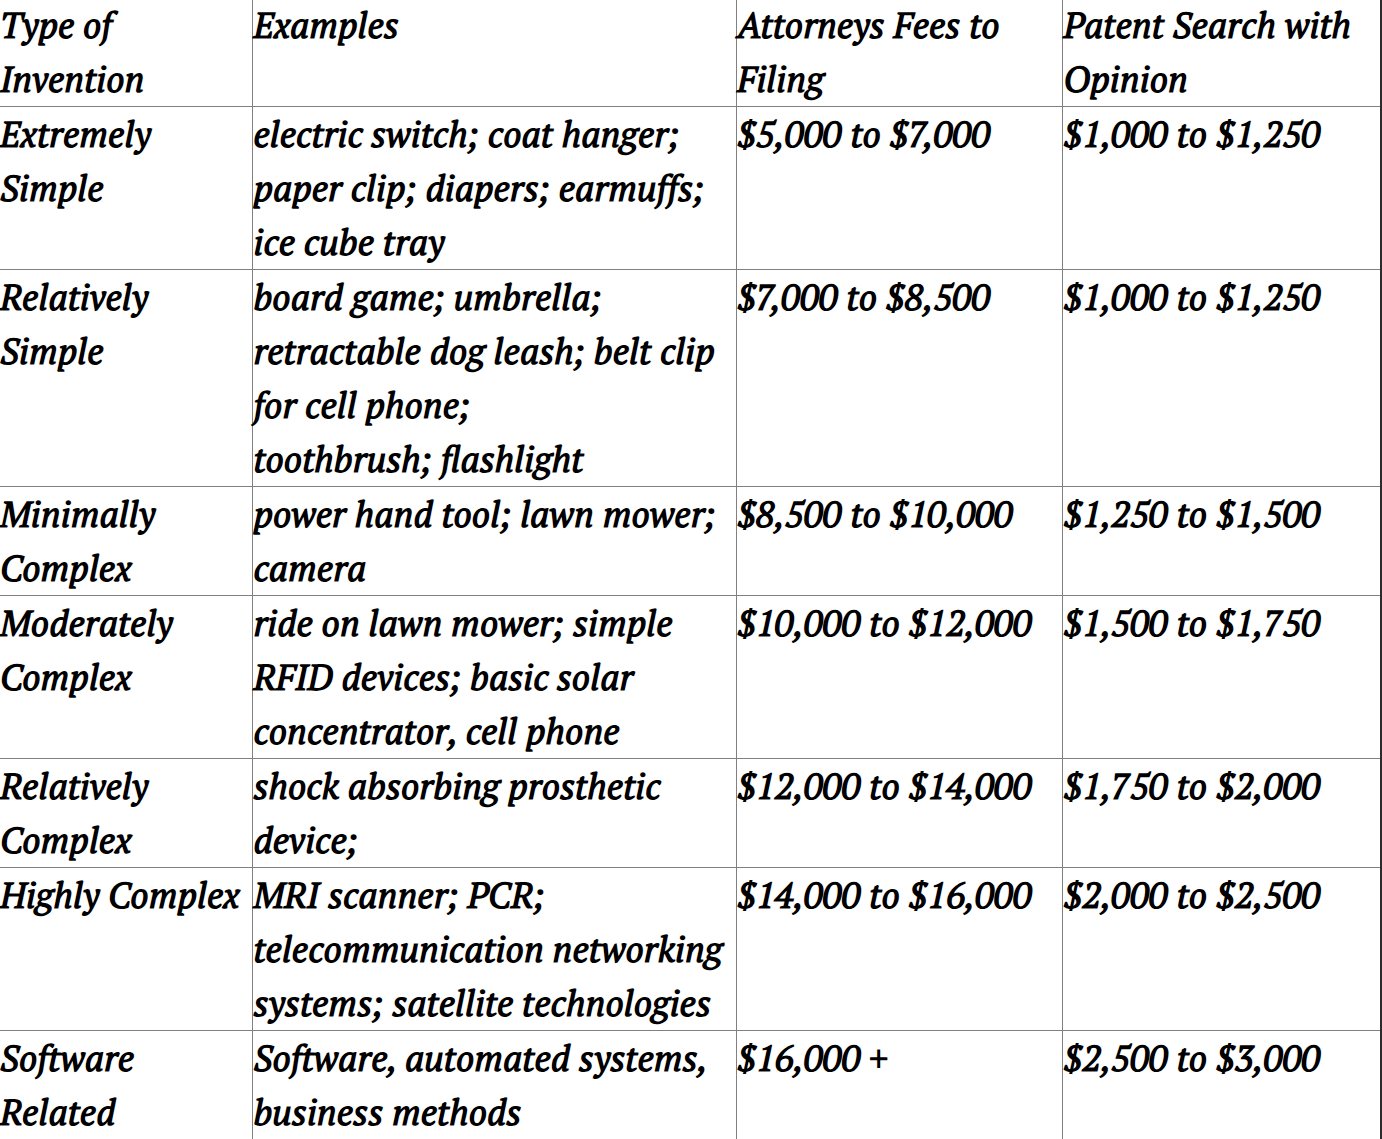 Type of Invention | Examples | Attorneys Fees to Filing | Patent Search with Opinion
Extremely Simple | electric switch; coat hanger; paper clip; diapers; earmuffs; ice cube tray | $5,000 to $7,000 | $1,000 to $1,250
Relatively Simple | board game; umbrella; retractable dog leash; belt clip for cell phone; toothbrush; flashlight | $7,000 to $8,500 | $1,000 to $1,250
Minimally Complex | power hand tool; lawn mower; camera | $8,500 to $10,000 | $1,250 to $1,500
Moderately Complex | ride on lawn mower; simple RFID devices; basic solar concentrator, cell phone | $10,000 to $12,000 | $1,500 to $1,750
Relatively Complex | shock absorbing prosthetic device; | $12,000 to $14,000 | $1,750 to $2,000
Highly Complex | MRI scanner; PCR; telecommunication networking systems; satellite technologies | $14,000 to $16,000 | $2,000 to $2,500
Software Related | Software, automated systems, business methods | $16,000 + | $2,500 to $3,000